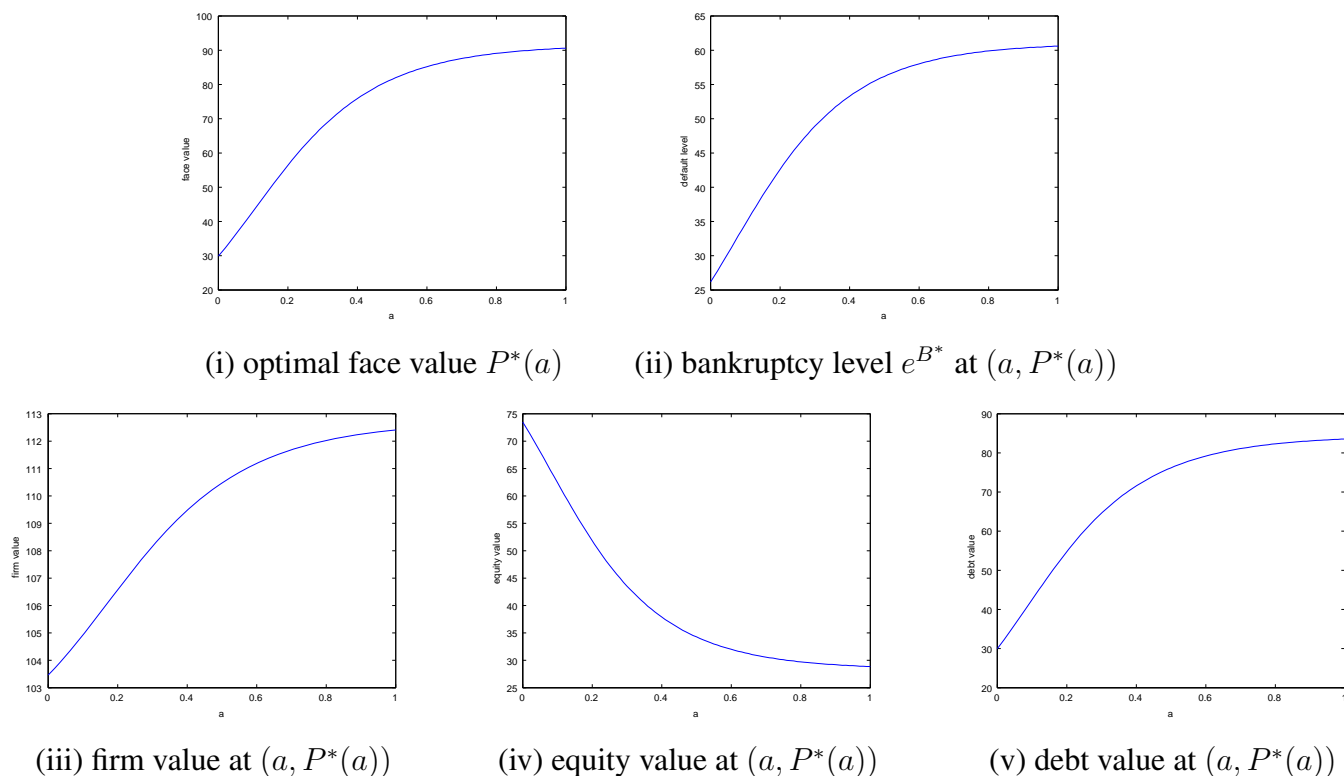 100
90
80
70
60
50
40
30
20
face value
0 0.2 0.4 0.6 0.8 1
a
65
60
55
50
45
40
35
30
25
default level
0 0.2 0.4 0.6 0.8 1
a
(i) optimal face value P*(a)
(ii) bankruptcy level e^{B*} at (a, P*(a))
113
112
111
110
109
108
107
106
105
104
103
firm value
0 0.2 0.4 0.6 0.8 1
a
75
70
65
60
55
50
45
40
35
30
25
equity value
0 0.2 0.4 0.6 0.8 1
a
90
80
70
60
50
40
30
20
debt value
0 0.2 0.4 0.6 0.8 1
a
(iii) firm value at (a, P*(a))
(iv) equity value at (a, P*(a))
(v) debt value at (a, P*(a))